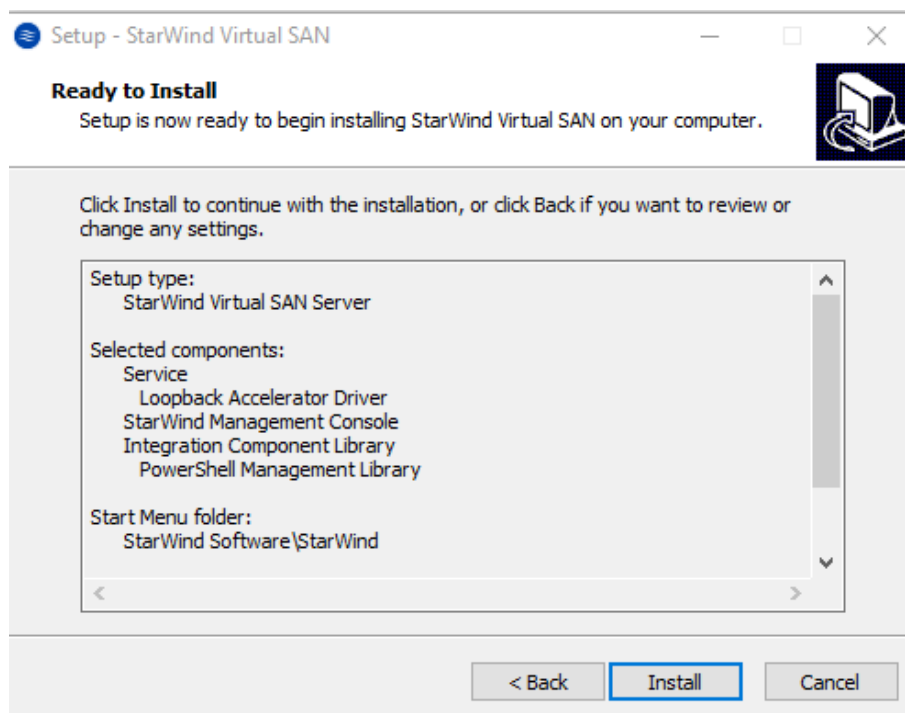 Setup - StarWind Virtual SAN
Ready to Install
Setup is now ready to begin installing StarWind Virtual SAN on your computer.
Click Install to continue with the installation, or click Back if you want to review or
change any settings.
Setup type:
StarWind Virtual SAN Server
Selected components:
Service
Loopback Accelerator Driver
StarWind Management Console
Integration Component Library
PowerShell Management Library
Start Menu folder:
StarWind Software\StarWind
< Back
Install
Cancel